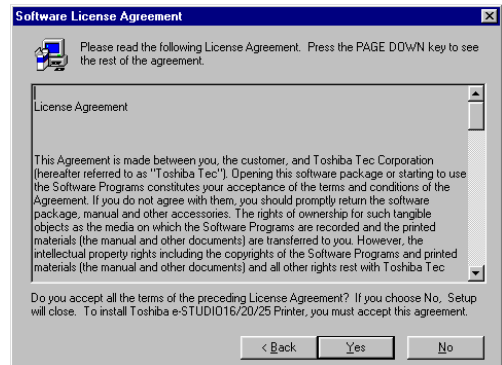 Software License Agreement
Please read the following License Agreement. Press the PAGE DOWN key to see
the rest of the agreement.
License Agreement
This Agreement is made between you, the customer, and Toshiba Tec Corporation
(hereafter referred to as "Toshiba Tec"). Opening this software package or starting to use
the Software Programs constitutes your acceptance of the terms and conditions of the
Agreement. If you do not agree with them, you should promptly return the software
package, manual and other accessories. The rights of ownership for such tangible
objects as the media on which the Software Programs are recorded and the printed
materials (the manual and other documents) are transferred to you. However, the
intellectual property rights including the copyrights of the Software Programs and printed
materials (the manual and other documents) and all other rights rest with Toshiba Tec
Do you accept all the terms of the preceding License Agreement? If you choose No, Setup
will close. To install Toshiba e-STUDIO16/20/25 Printer, you must accept this agreement.
< Back Yes No